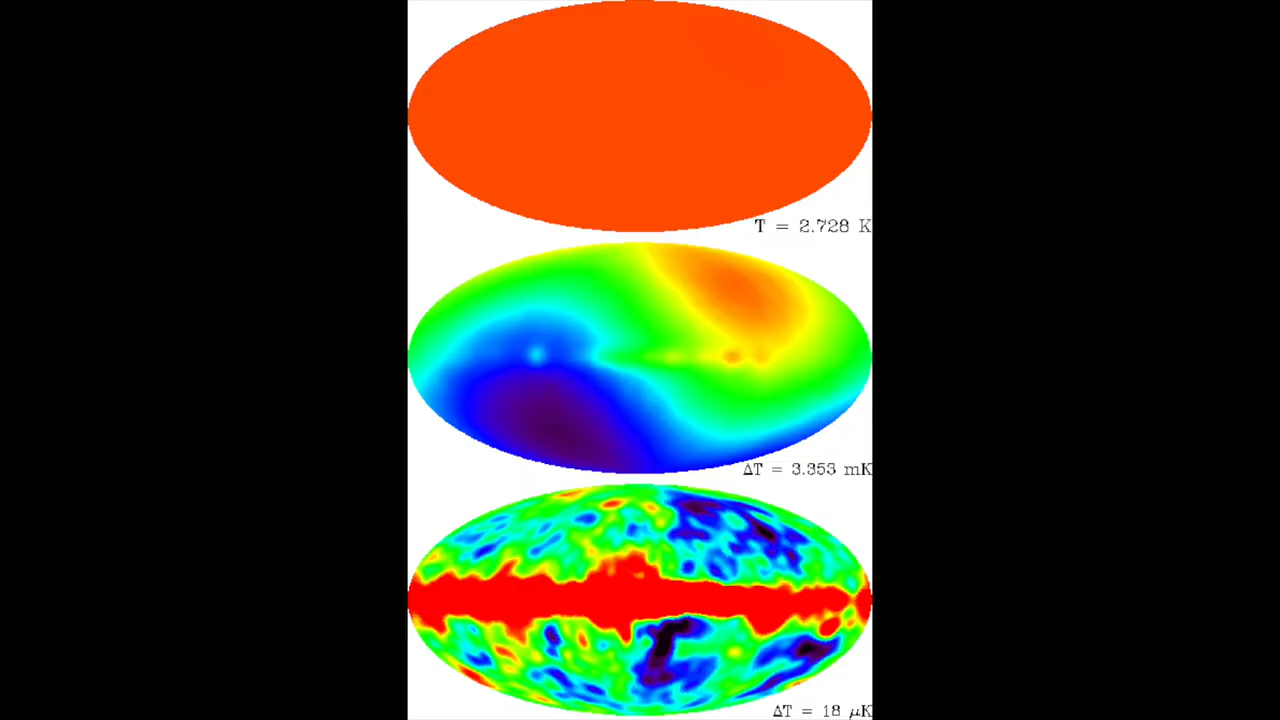 T = 2.728 K
ΔT = 3.353 mK
ΔT = 18 μK